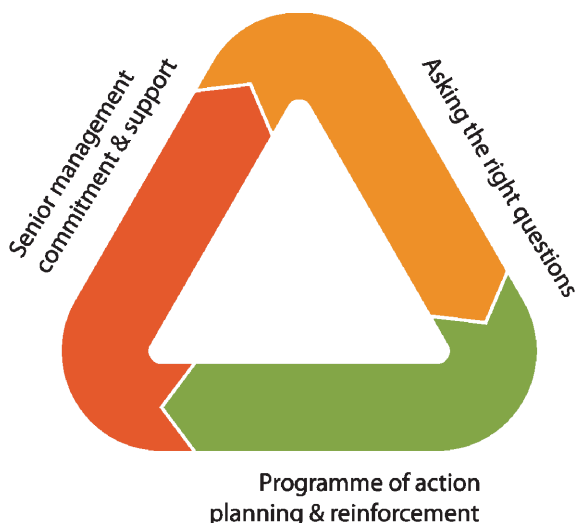 Senior management
commitment & support
Asking the right questions
Programme of action
planning & reinforcement